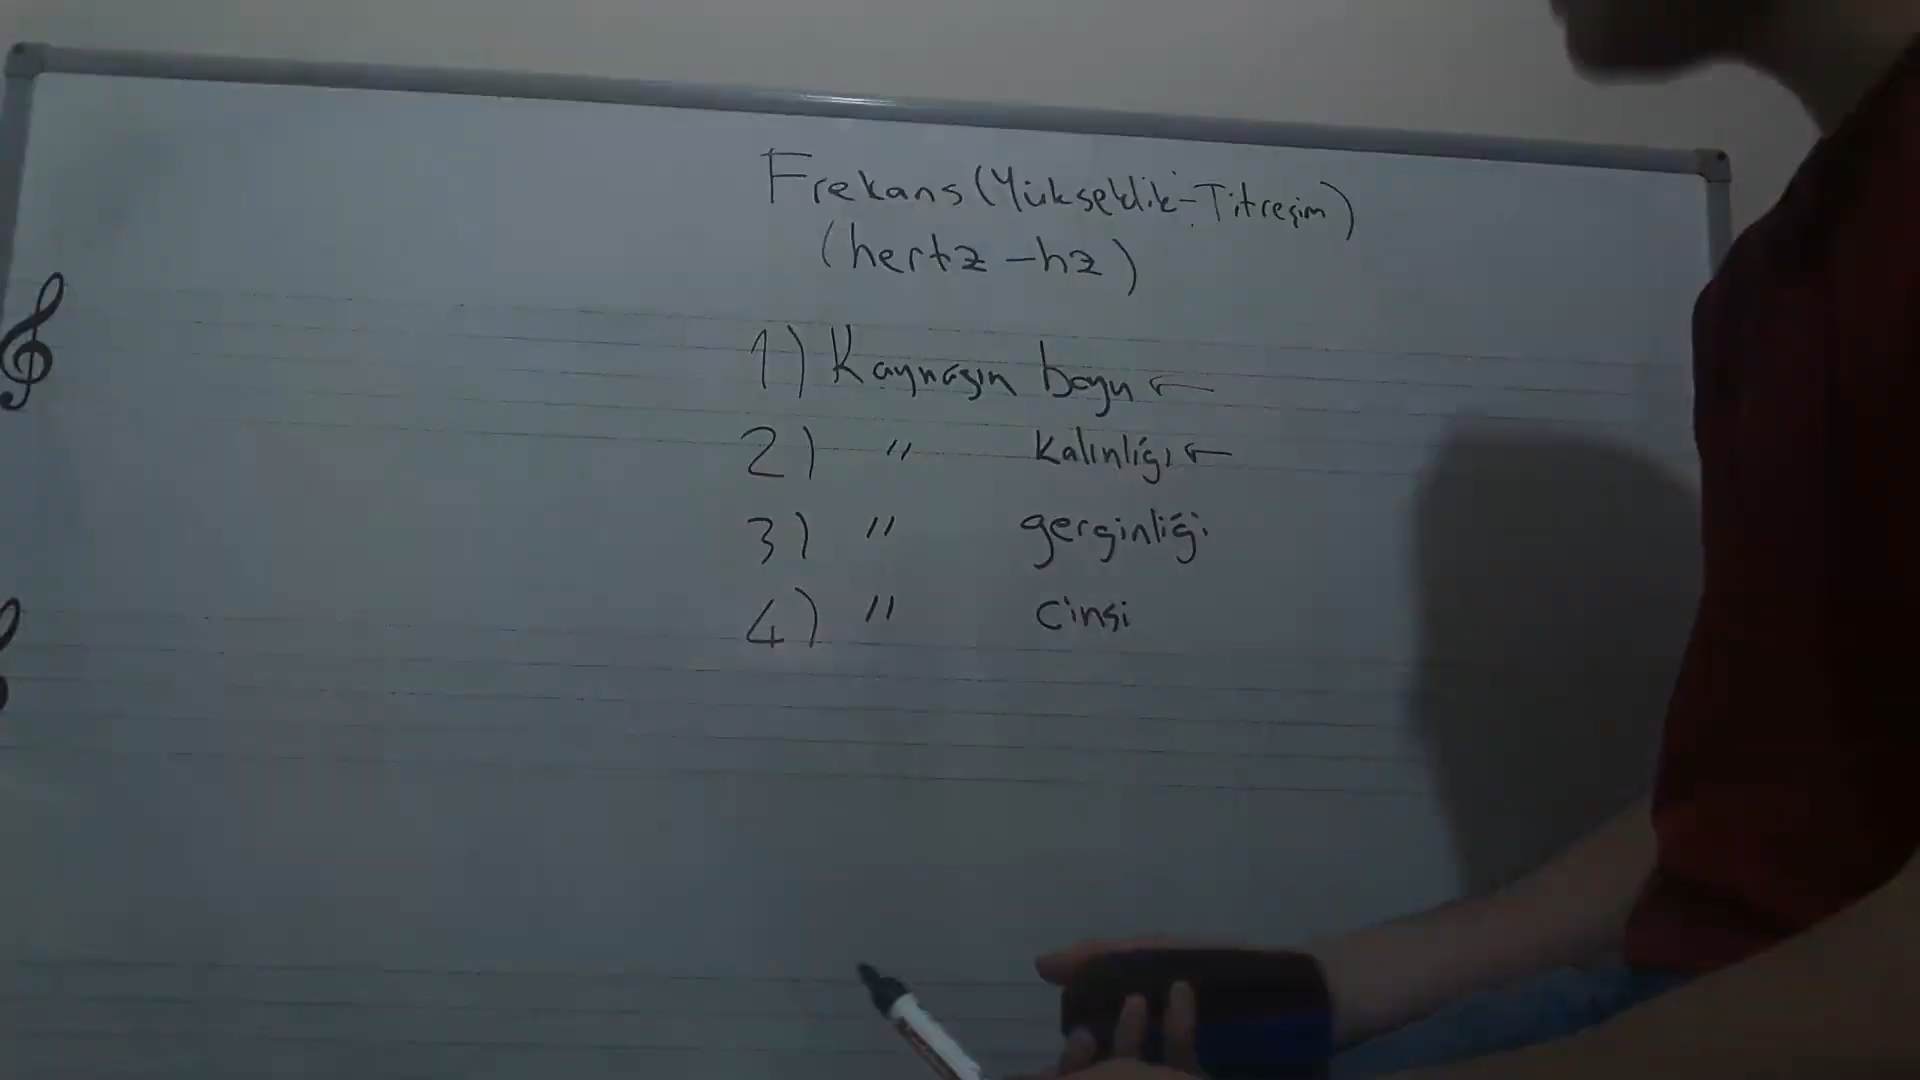 Frekans (Yükseklik-Titreşim)
(hertz - hz)
1) Kaynağın boyu ←
2) " Kalınlığı ←
3) " gerginliği
4) " Cinsi